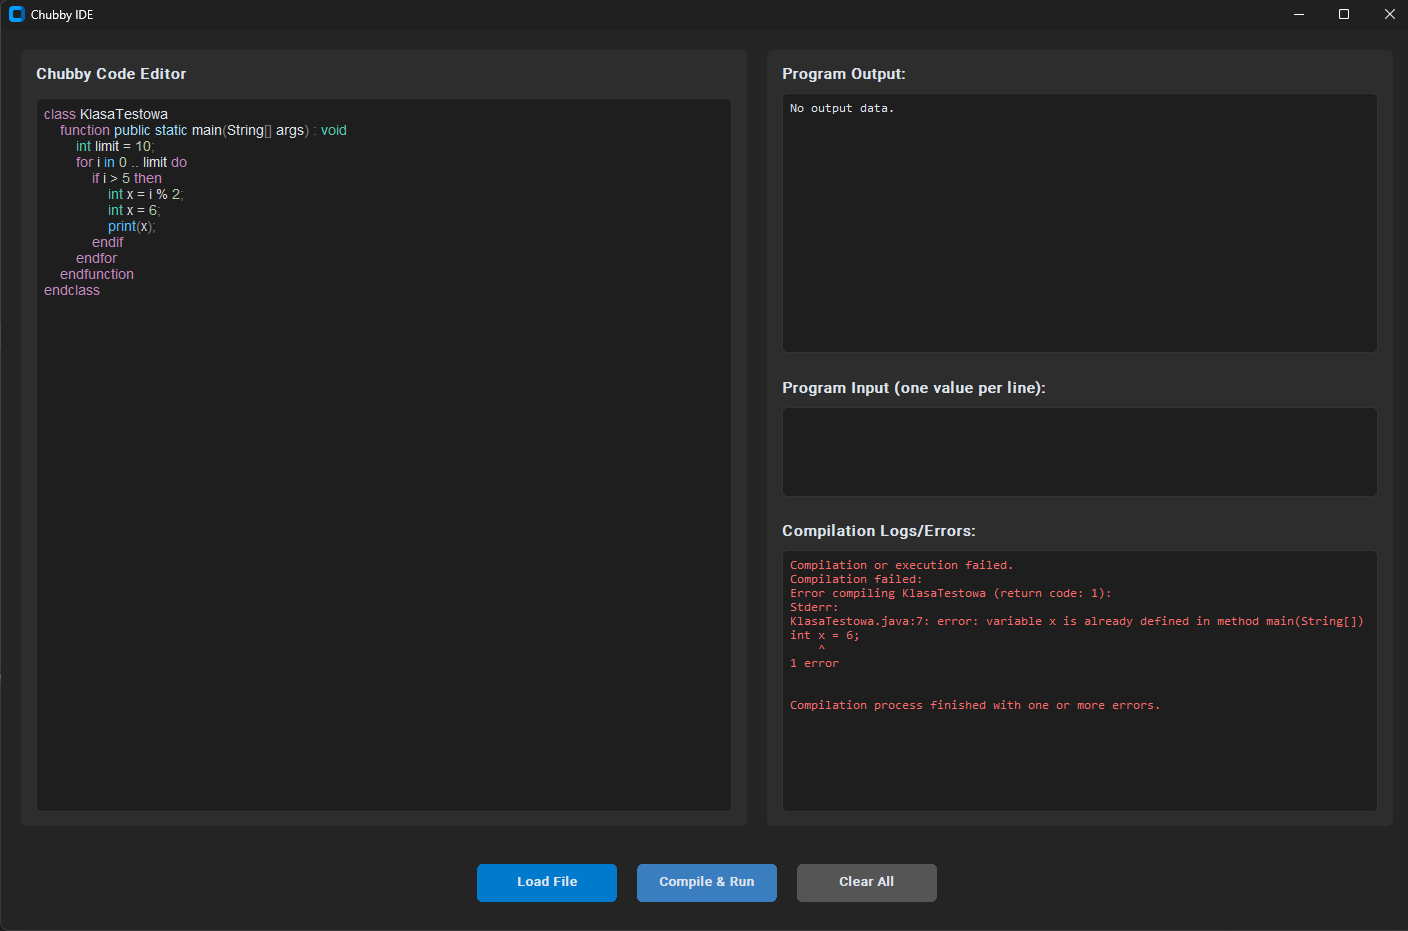 Chubby IDE
Chubby Code Editor
class KlasaTestowa
function public static main(String[] args) : void
int limit = 10;
for i in 0 .. limit do
if i > 5 then
int x = i % 2;
int x = 6;
print(x);
endif
endfor
endfunction
endclass
Program Output:
No output data.
Program Input (one value per line):
Compilation Logs/Errors:
Compilation or execution failed.
Compilation failed:
Error compiling KlasaTestowa (return code: 1):
Stderr:
KlasaTestowa.java:7: error: variable x is already defined in method main(String[])
int x = 6;
^
1 error
Compilation process finished with one or more errors.
Load File
Compile & Run
Clear All